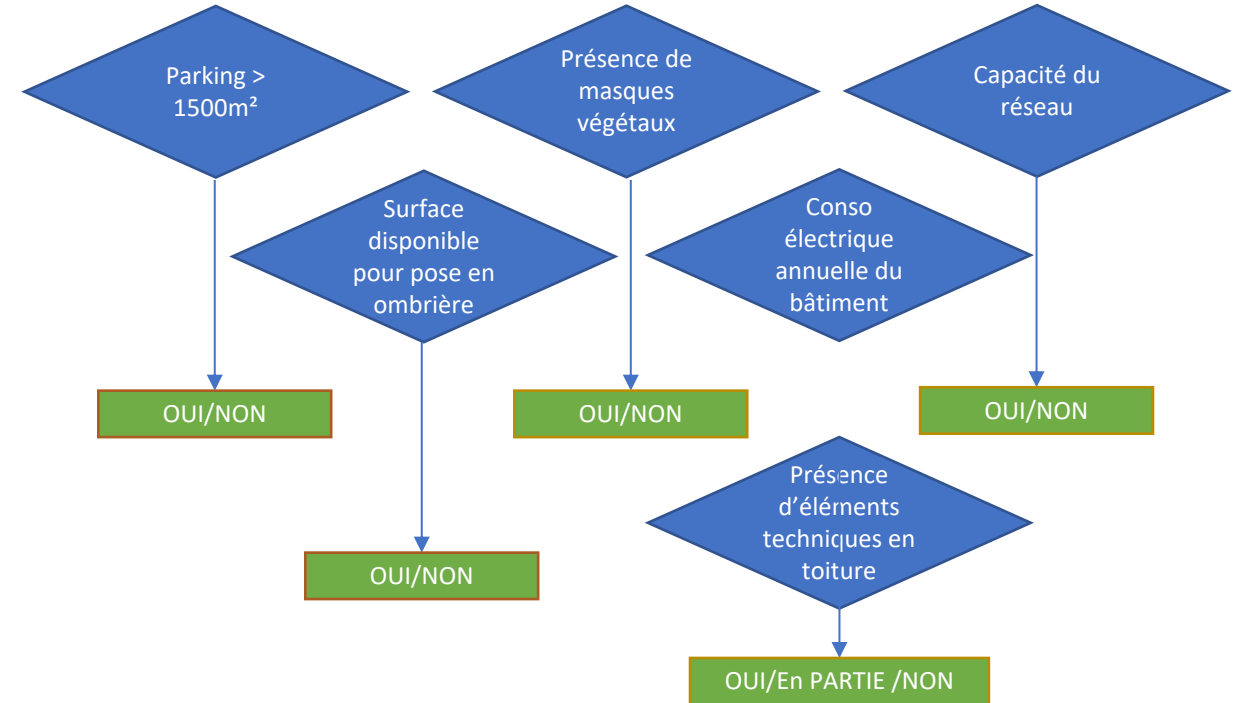 Parking >
1500m²
Présence de
masques
végétaux
Capacité du
réseau
Surface
disponible
pour pose en
ombrière
Conso
électrique
annuelle du
bâtiment
OUI/NON
OUI/NON
OUI/NON
Présence
d’éléments
techniques en
toiture
OUI/NON
OUI/En PARTIE /NON